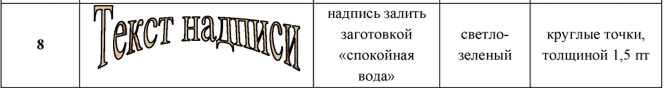 8
Текст надписи
надпись залить
заготовкой
«спокойная
вода»
светло-
зеленый
круглые точки,
толщиной 1,5 пт